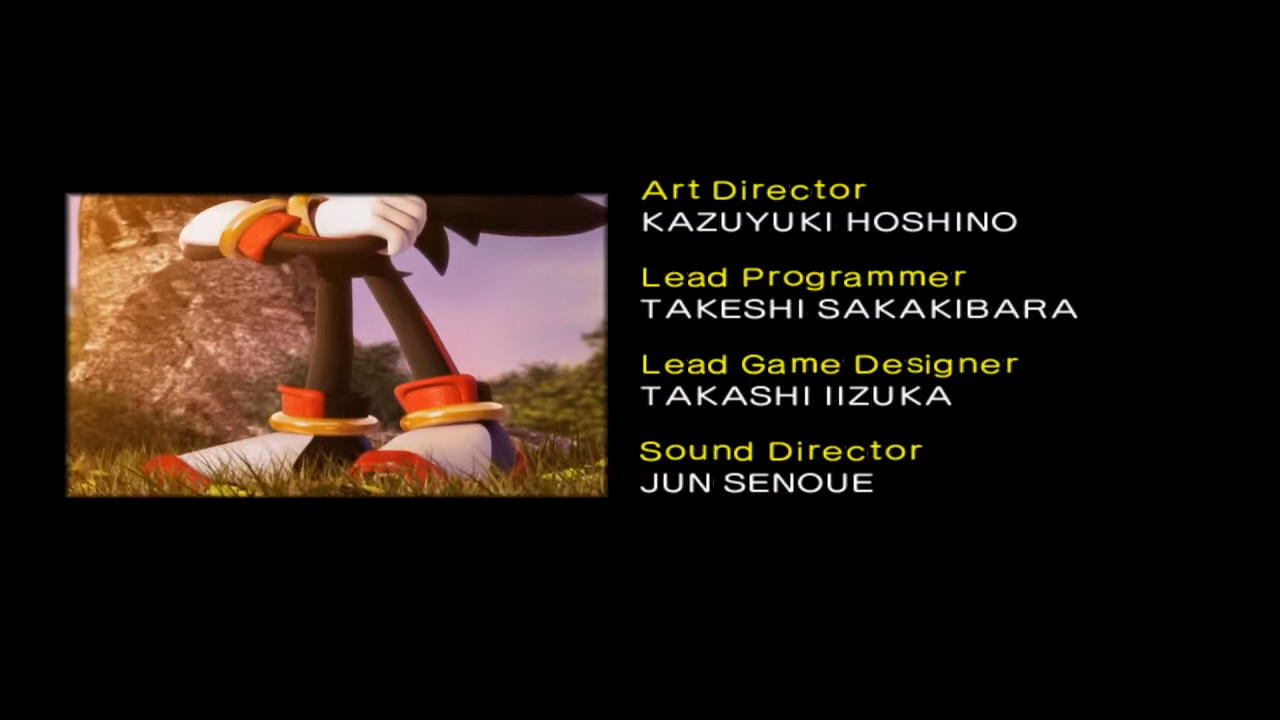 Art Director
KAZUYUKI HOSHINO
Lead Programmer
TAKESHI SAKAKIBARA
Lead Game Designer
TAKASHI IIZUKA
Sound Director
JUN SENOUE